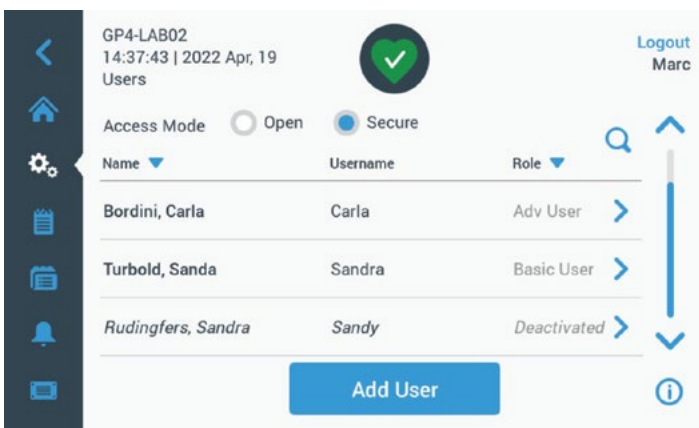 GP4-LAB02
14:37:43 | 2022 Apr, 19
Users
Logout
Marc
Access Mode Open Secure
Name Username Role
Bordini, Carla Carla Adv User
Turbold, Sanda Sandra Basic User
Rudingfers, Sandra Sandy Deactivated
Add User